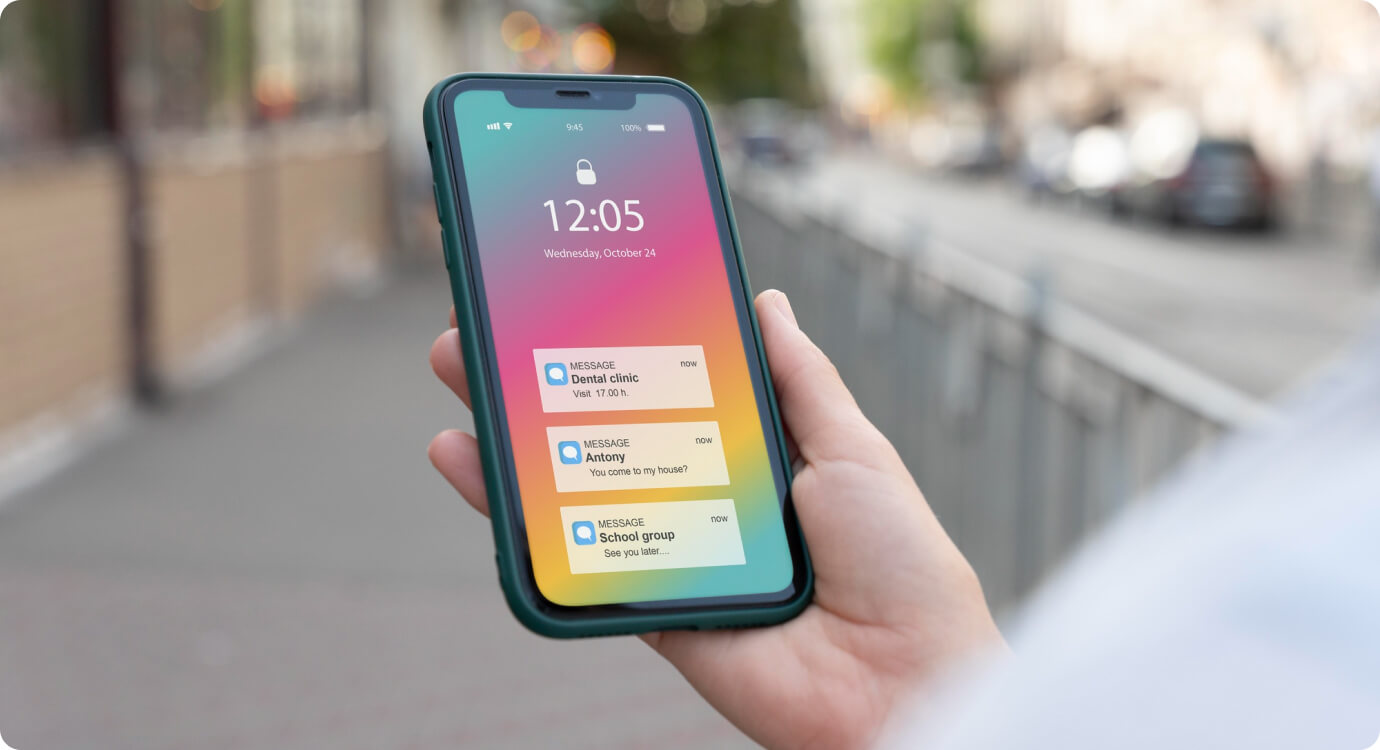 9:45 100%
12:05
Wednesday, October 24
MESSAGE now
Dental clinic
Visit 17.00 h.
MESSAGE now
Antony
You come to my house?
MESSAGE now
School group
See you later....